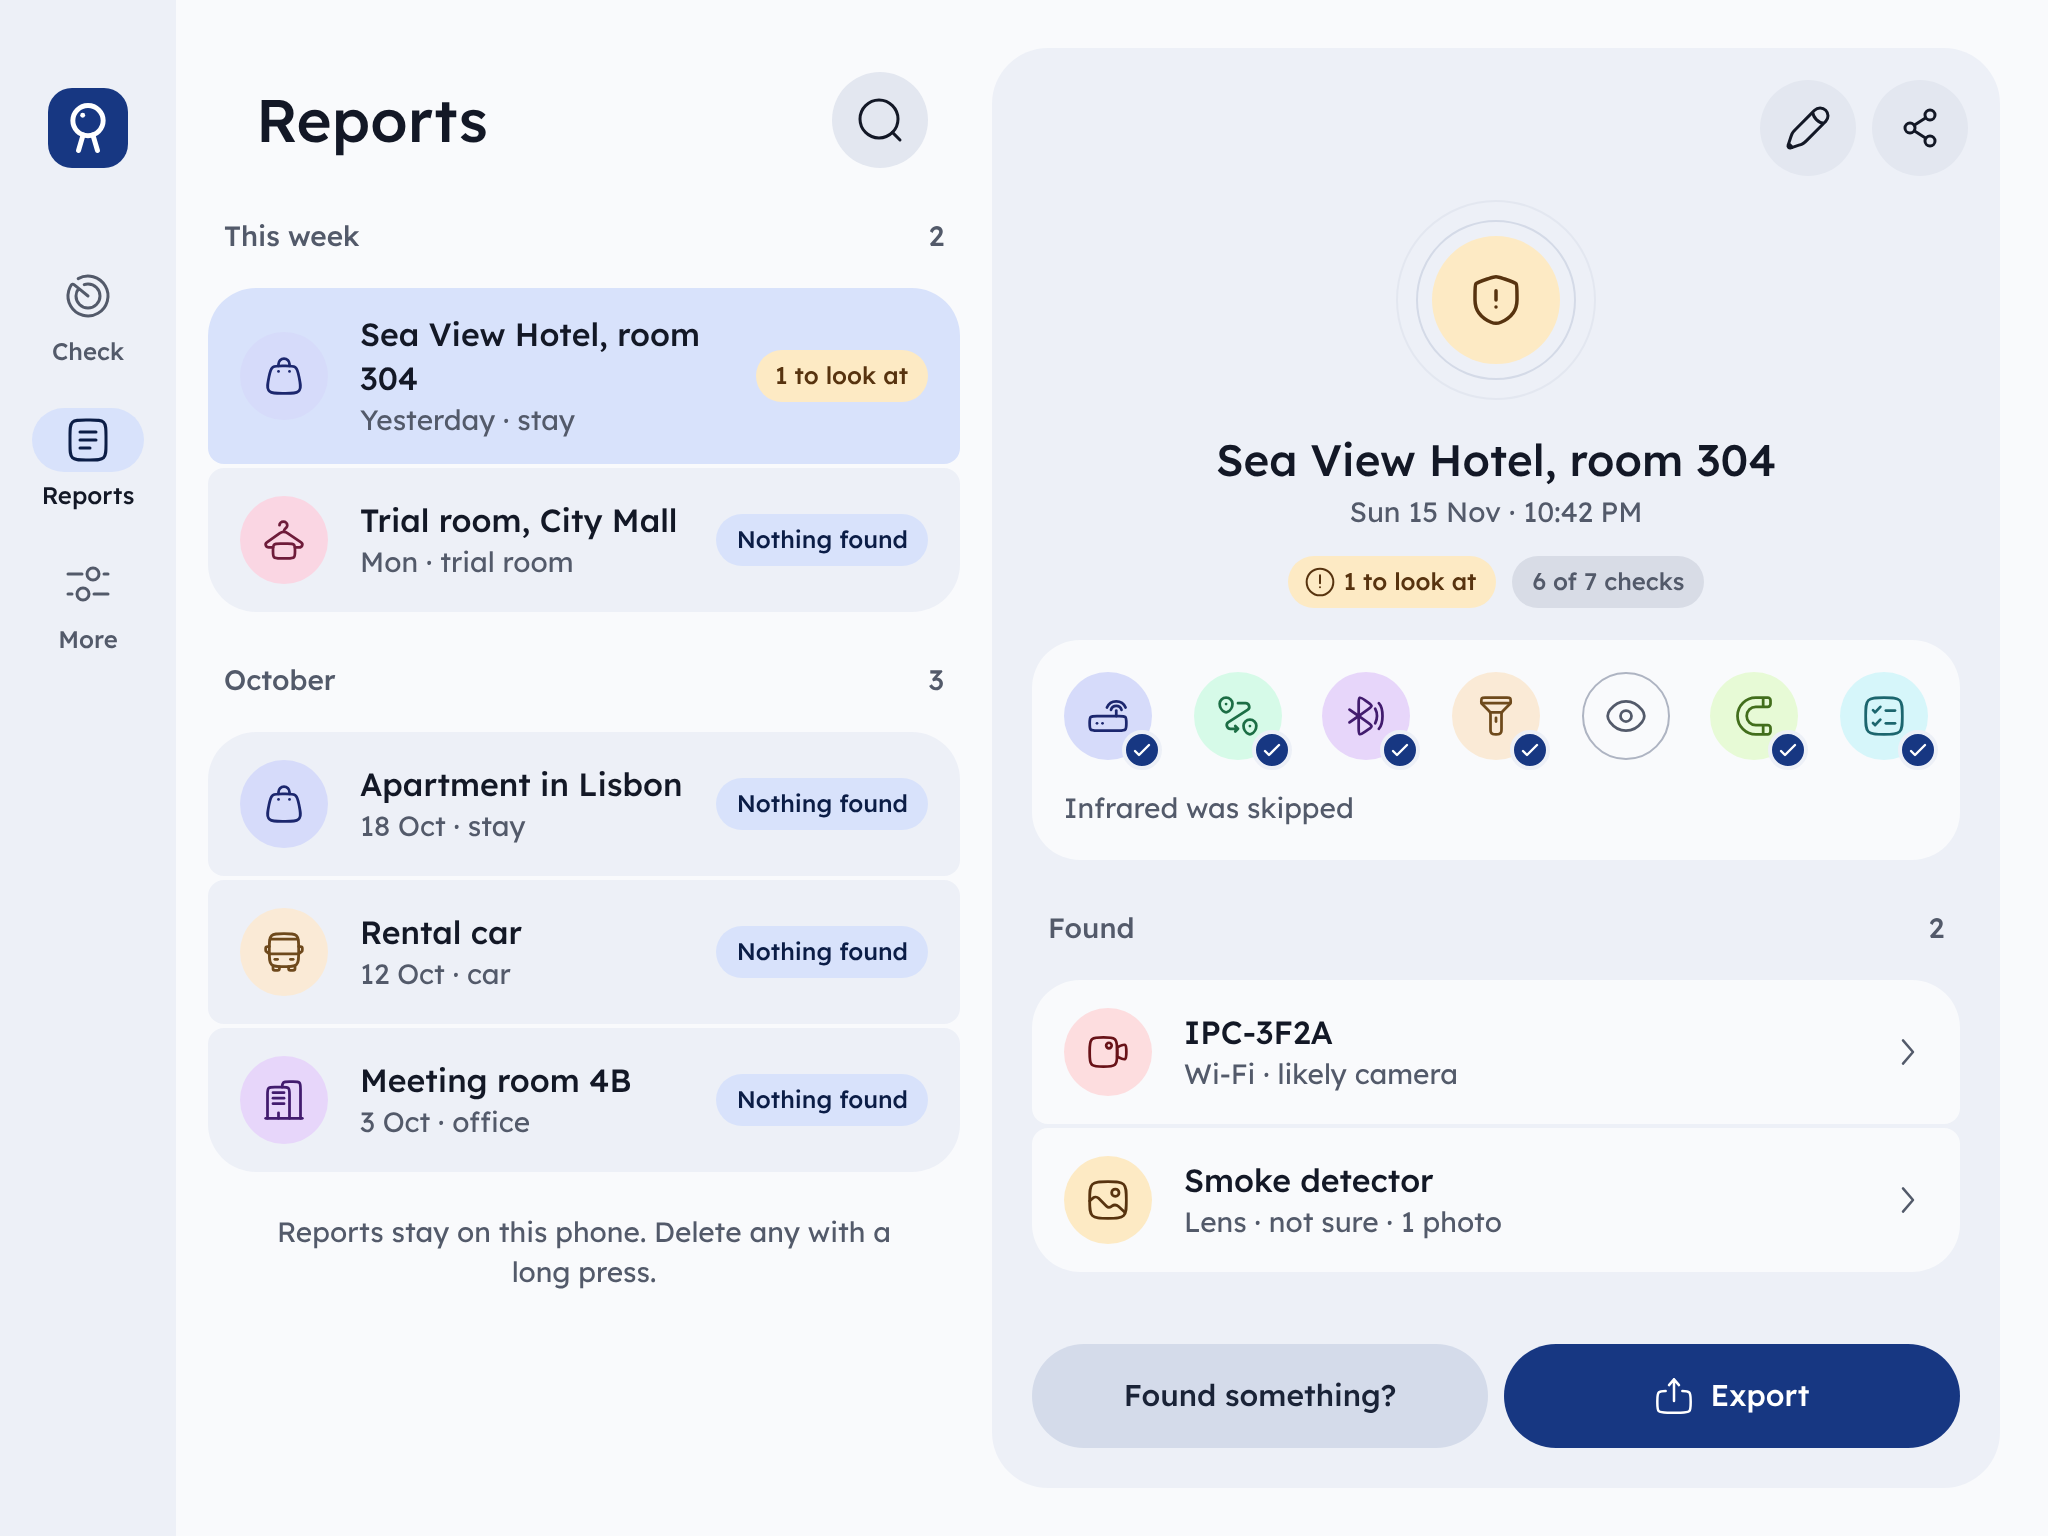 Check
Reports
More
Reports
This week 2
Sea View Hotel, room
304
Yesterday · stay
1 to look at
Trial room, City Mall
Mon · trial room
Nothing found
October 3
Apartment in Lisbon
18 Oct · stay
Nothing found
Rental car
12 Oct · car
Nothing found
Meeting room 4B
3 Oct · office
Nothing found
Reports stay on this phone. Delete any with a
long press.
Sea View Hotel, room 304
Sun 15 Nov · 10:42 PM
1 to look at
6 of 7 checks
Infrared was skipped
Found 2
IPC-3F2A
Wi-Fi · likely camera
Smoke detector
Lens · not sure · 1 photo
Found something?
Export